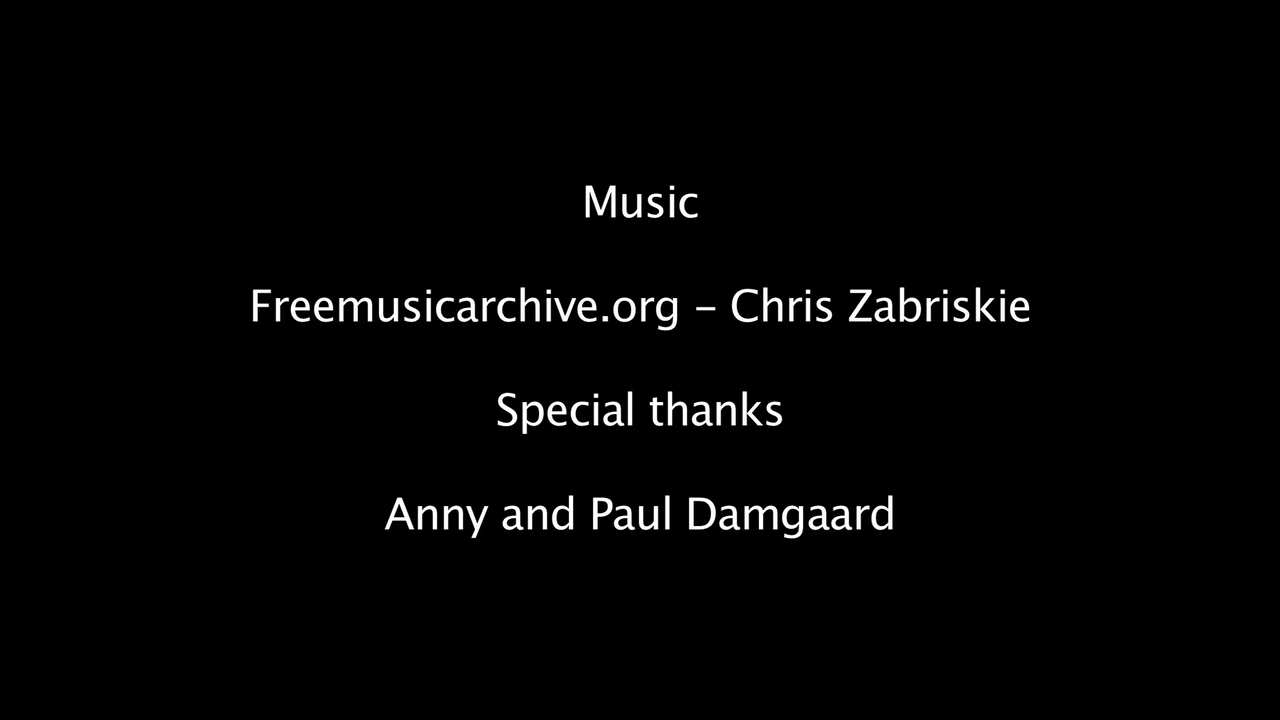 Music
Freemusicarchive.org – Chris Zabriskie
Special thanks
Anny and Paul Damgaard